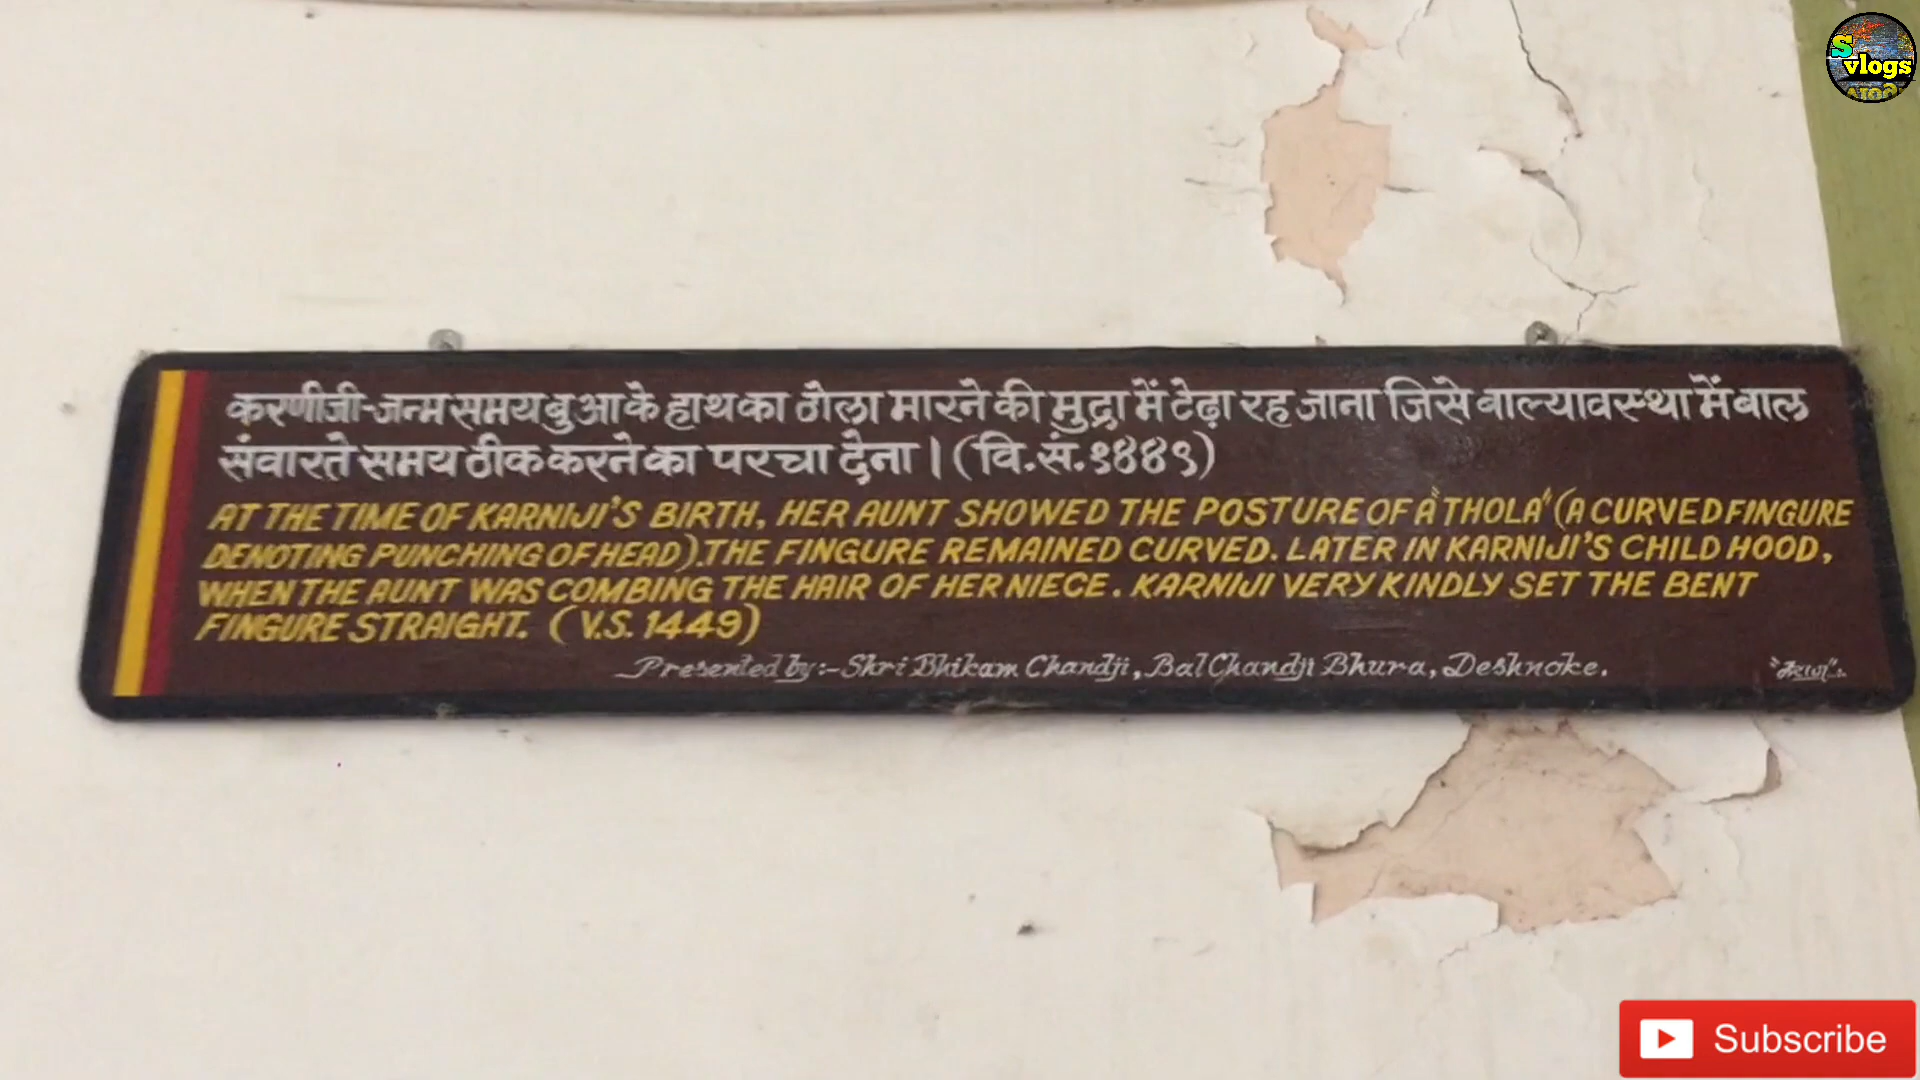 S
vlogs
करणीजी-जन्म समय बुआ के हाथ का ठोला मारने की मुद्रा में टेढ़ा रह जाना जिसे बाल्यावस्था में बाल
संवारते समय ठीक करने का परचा देना । (वि.सं.१४४९)
AT THE TIME OF KARNIJI'S BIRTH, HER AUNT SHOWED THE POSTURE OF A "THOLA" (A CURVED FINGURE
DENOTING PUNCHING OF HEAD).THE FINGURE REMAINED CURVED. LATER IN KARNIJI'S CHILD HOOD,
WHEN THE AUNT WAS COMBING THE HAIR OF HER NIECE. KARNIJI VERY KINDLY SET THE BENT
FINGURE STRAIGHT. (V.S. 1449)
Presented by:- Shri Bhikam Chandji, Bal Chandji Bhura, Deshnoke.
Subscribe